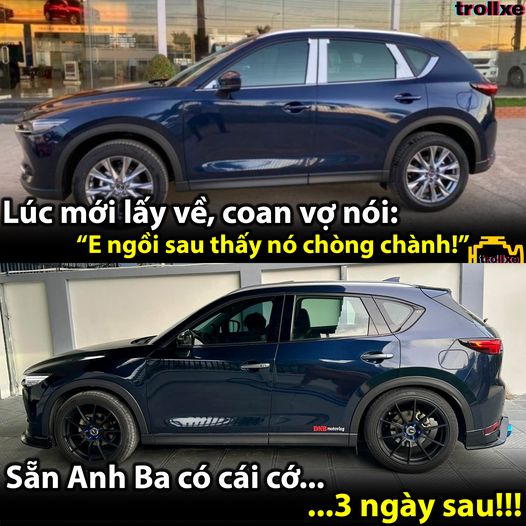 trollxe
Lúc mới lấy về, coan vợ nói:
“E ngồi sau thấy nó chòng chành!”
trollxe
DNB motoring
Sẵn Anh Ba có cái cớ...
...3 ngày sau!!!